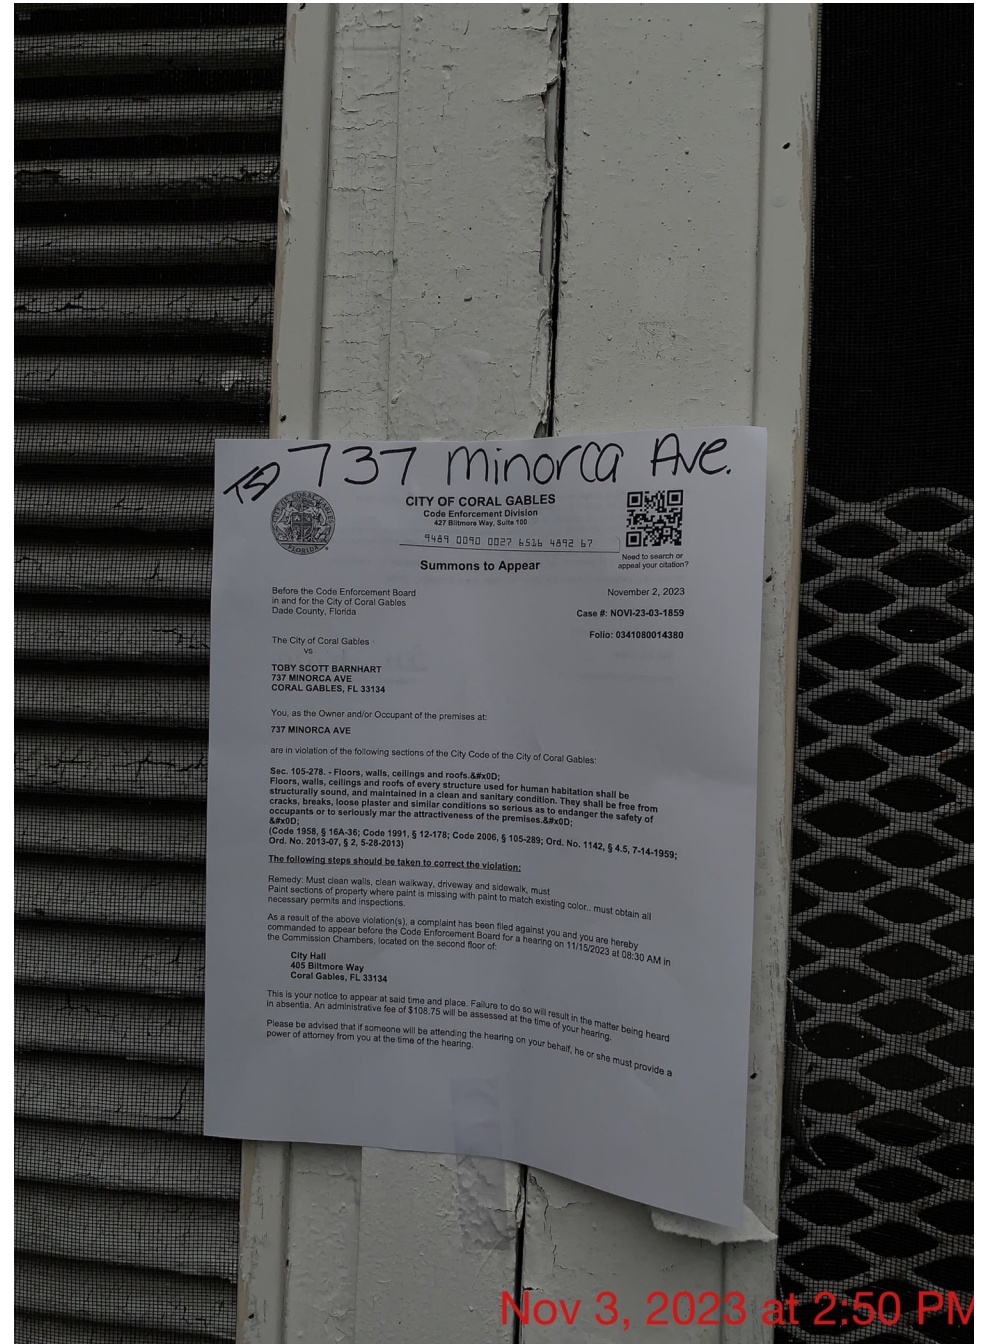 737 Minorca Ave.
CITY OF CORAL GABLES
Code Enforcement Division
427 Biltmore Way, Suite 100
9489 0090 0027 6516 4892 67
Need to search or
appeal your citation?
Summons to Appear
Before the Code Enforcement Board
in and for the City of Coral Gables
Dade County, Florida
November 2, 2023
Case #: NOVI-23-03-1859
Folio: 0341080014380
The City of Coral Gables
vs
TOBY SCOTT BARNHART
737 MINORCA AVE
CORAL GABLES, FL 33134
You, as the Owner and/or Occupant of the premises at:
737 MINORCA AVE
are in violation of the following sections of the City Code of the City of Coral Gables:
Sec. 105-278. - Floors, walls, ceilings and roofs.&#x0D;
Floors, walls, ceilings and roofs of every structure used for human habitation shall be
structurally sound, and maintained in a clean and sanitary condition. They shall be free from
cracks, breaks, loose plaster and similar conditions so serious as to endanger the safety of
occupants or to seriously mar the attractiveness of the premises.&#x0D;
&#x0D;
(Code 1958, § 16A-36; Code 1991, § 12-178; Code 2006, § 105-289; Ord. No. 1142, § 4.5, 7-14-1959;
Ord. No. 2013-07, § 2, 5-28-2013)
The following steps should be taken to correct the violation:
Remedy: Must clean walls, clean walkway, driveway and sidewalk, must
Paint sections of property where paint is missing with paint to match existing color.. must obtain all
necessary permits and inspections.
As a result of the above violation(s), a complaint has been filed against you and you are hereby
commanded to appear before the Code Enforcement Board for a hearing on 11/15/2023 at 08:30 AM in
the Commission Chambers, located on the second floor of:
City Hall
405 Biltmore Way
Coral Gables, FL 33134
This is your notice to appear at said time and place. Failure to do so will result in the matter being heard
in absentia. An administrative fee of $108.75 will be assessed at the time of your hearing.
Please be advised that if someone will be attending the hearing on your behalf, he or she must provide a
power of attorney from you at the time of the hearing.
Nov 3, 2023 at 2:50 PM